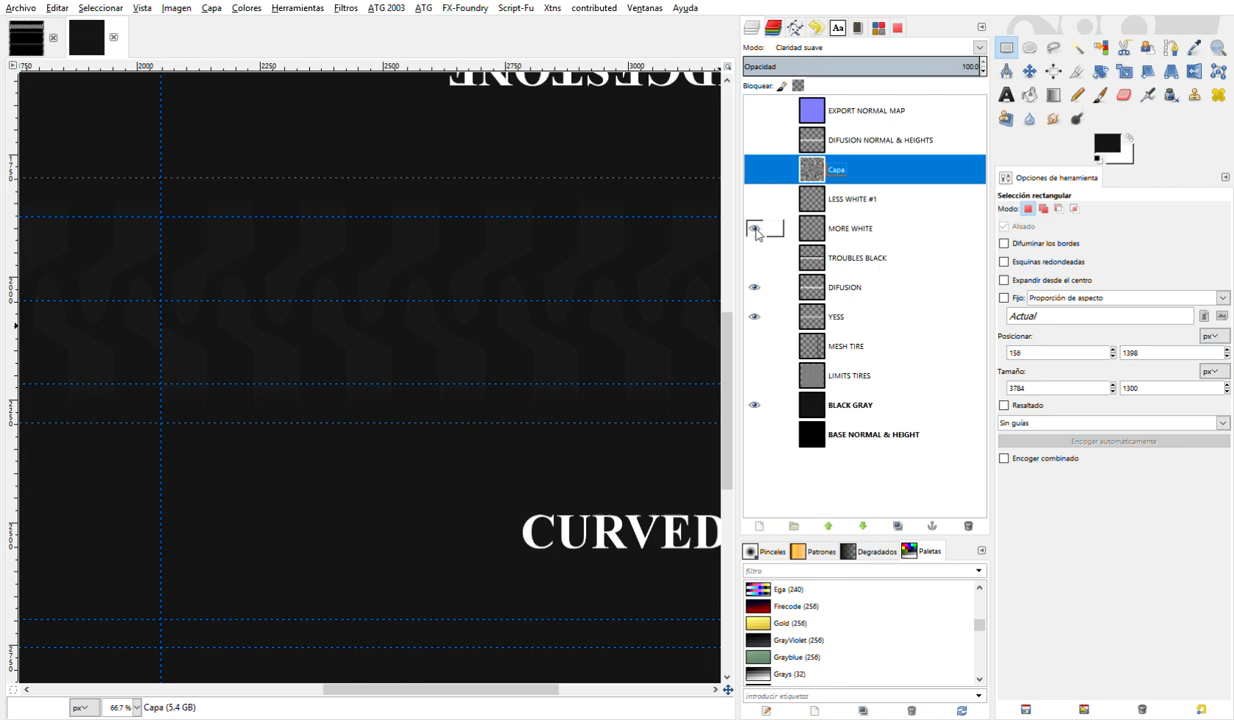 Archivo Editar Seleccionar Vista Imagen Capa Colores Herramientas Filtros ATG 2003 ATG FX-Foundry Script-Fu Xtns contributed Ventanas Ayuda
Modo: Claridad suave
Opacidad 100.0
Bloquear:
EXPORT NORMAL MAP
DIFUSION NORMAL & HEIGHTS
Capa
LESS WHITE #1
MORE WHITE
TROUBLES BLACK
DIFUSION
YESS
MESH TIRE
LIMITS TIRES
BLACK GRAY
BASE NORMAL & HEIGHT
Pinceles Patrones Degradados Paletas
filtro
Ega (240)
Firecode (256)
Gold (256)
GrayViolet (256)
Grayblue (256)
Grays (32)
introducir etiquetas
Opciones de herramienta
Selección rectangular
Modo:
Alisado
Difuminar los bordes
Esquinas redondeadas
Expandir desde el centro
Fijo: Proporción de aspecto
Actual
Posicionar: px
156 1398
Tamaño: px
3784 1300
Resaltado
Sin guías
Encoger automáticamente
Encoger combinado
2000 2250 2500 2750 3000
CURVED
px 66.7 % Capa (5.4 GB)